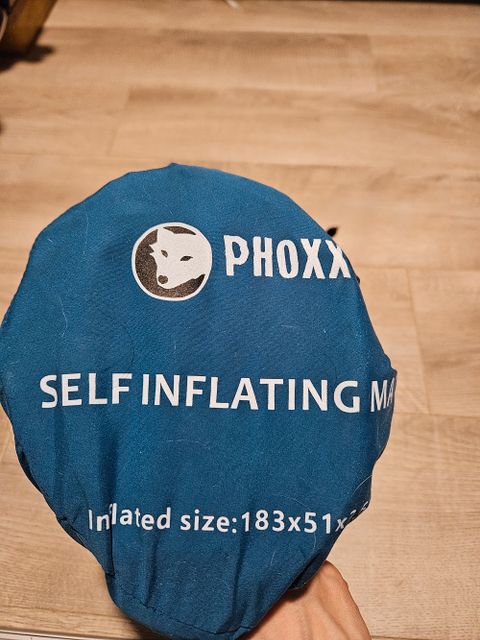 PHOXX
SELF INFLATING MA
Inflated size:183x51x